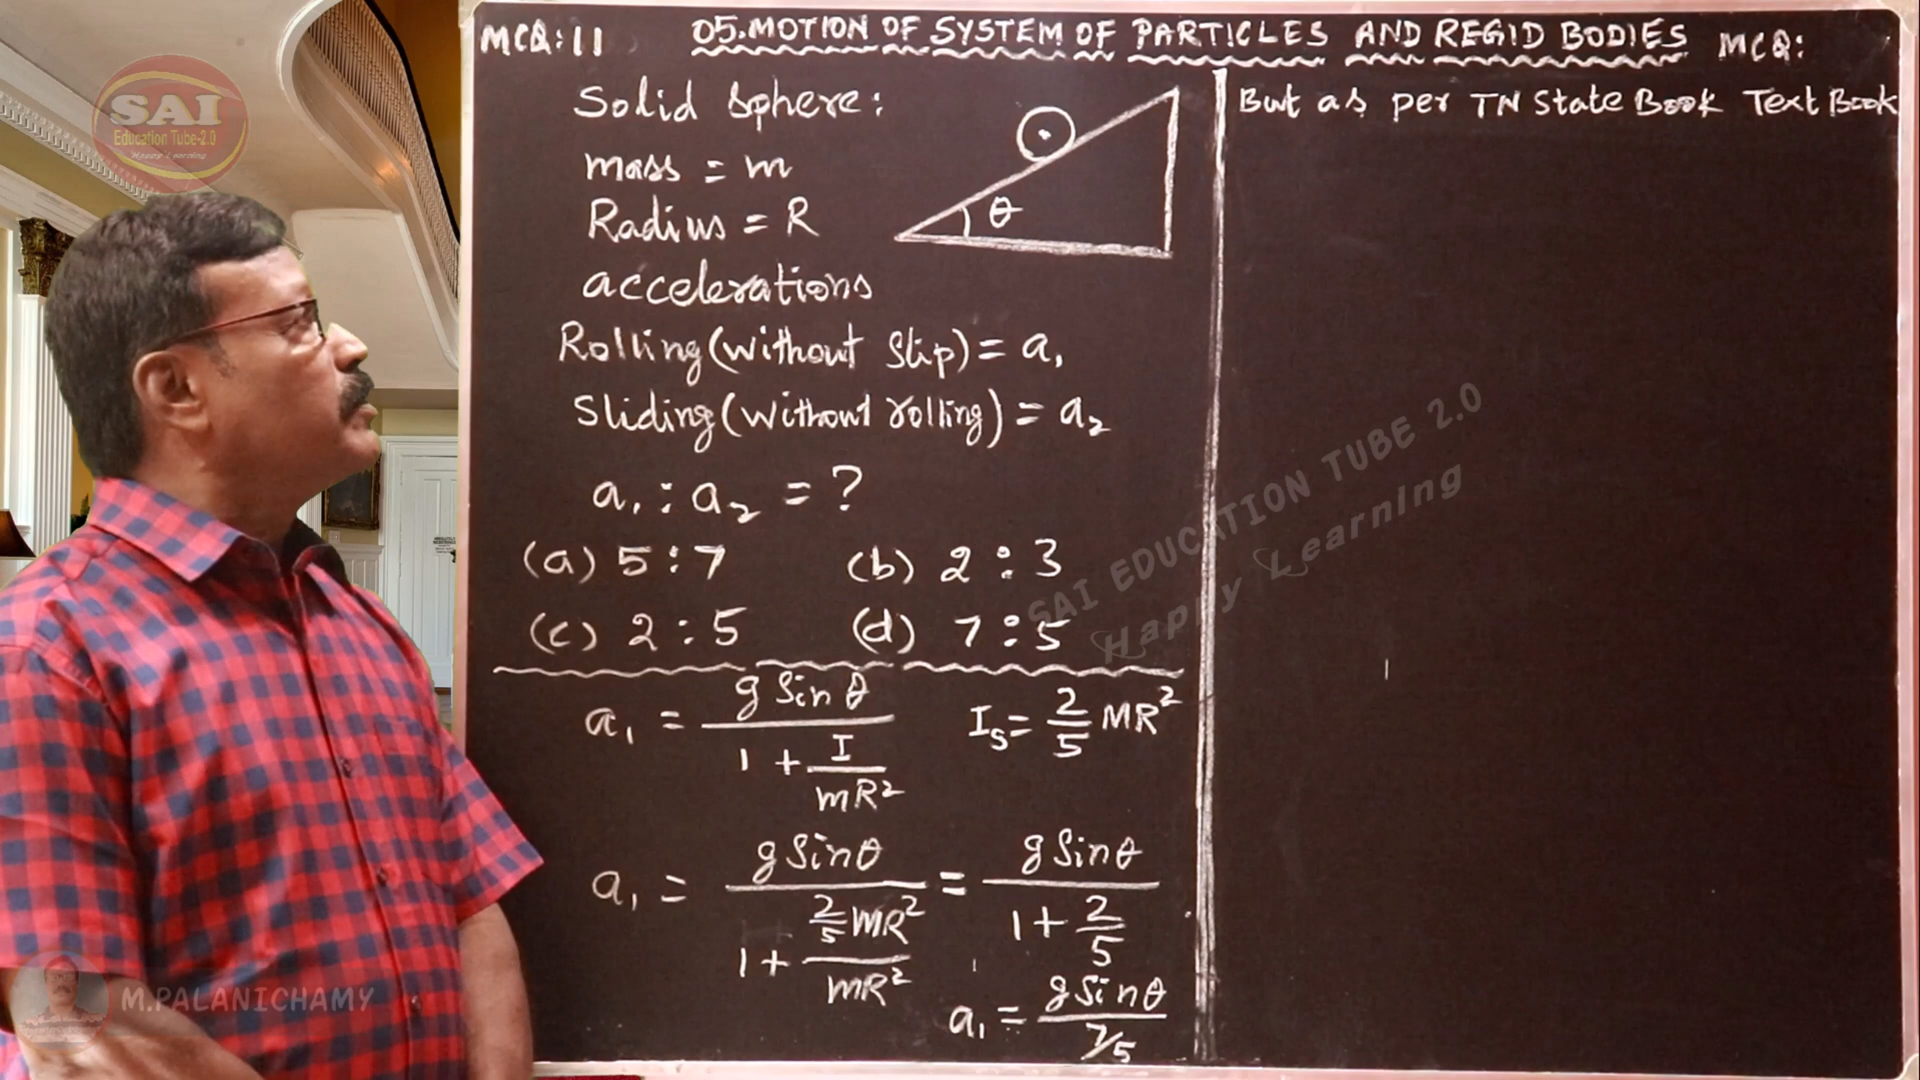 MCQ: 11
05. MOTION OF SYSTEM OF PARTICLES AND REGID BODIES
MCQ:
SAI
Education Tube-2.0
Happy Learning
Solid sphere:
mass = m
Radius = R
θ
accelerations
Rolling (without slip) = a₁
Sliding (without rolling) = a₂
a₁ : a₂ = ?
(a) 5 : 7 (b) 2 : 3
(c) 2 : 5 (d) 7 : 5
a₁ = g sin θ / (1 + I / mR²) I_S = 2/5 MR²
a₁ = g sin θ / (1 + 2/5 MR² / mR²) = g sin θ / (1 + 2/5)
a₁ = g sin θ / 7/5
But as per TN State Book Text Book
SAI EDUCATION TUBE 2.0
Happy Learning
M.PALANICHAMY